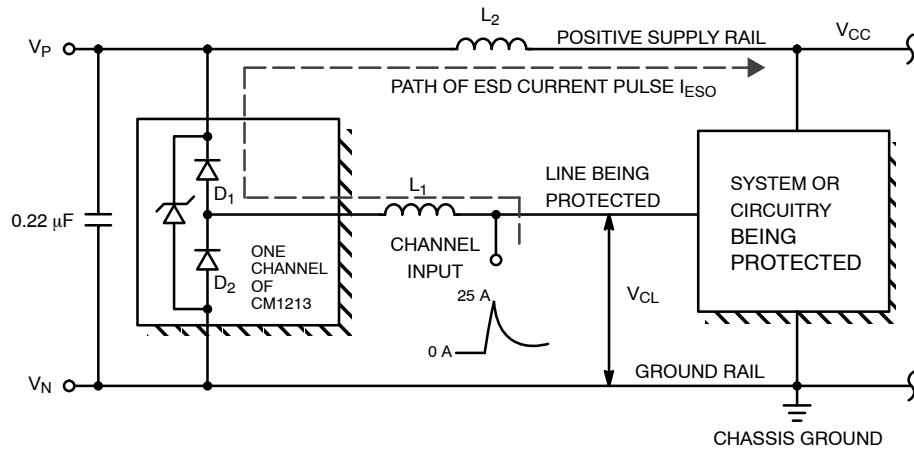 L2
VP
POSITIVE SUPPLY RAIL
VCC
PATH OF ESD CURRENT PULSE IESO
D1
L1
LINE BEING
PROTECTED
SYSTEM OR
CIRCUITRY
BEING
PROTECTED
0.22 μF
D2
ONE
CHANNEL
OF
CM1213
CHANNEL
INPUT
25 A
VCL
0 A
VN
GROUND RAIL
CHASSIS GROUND